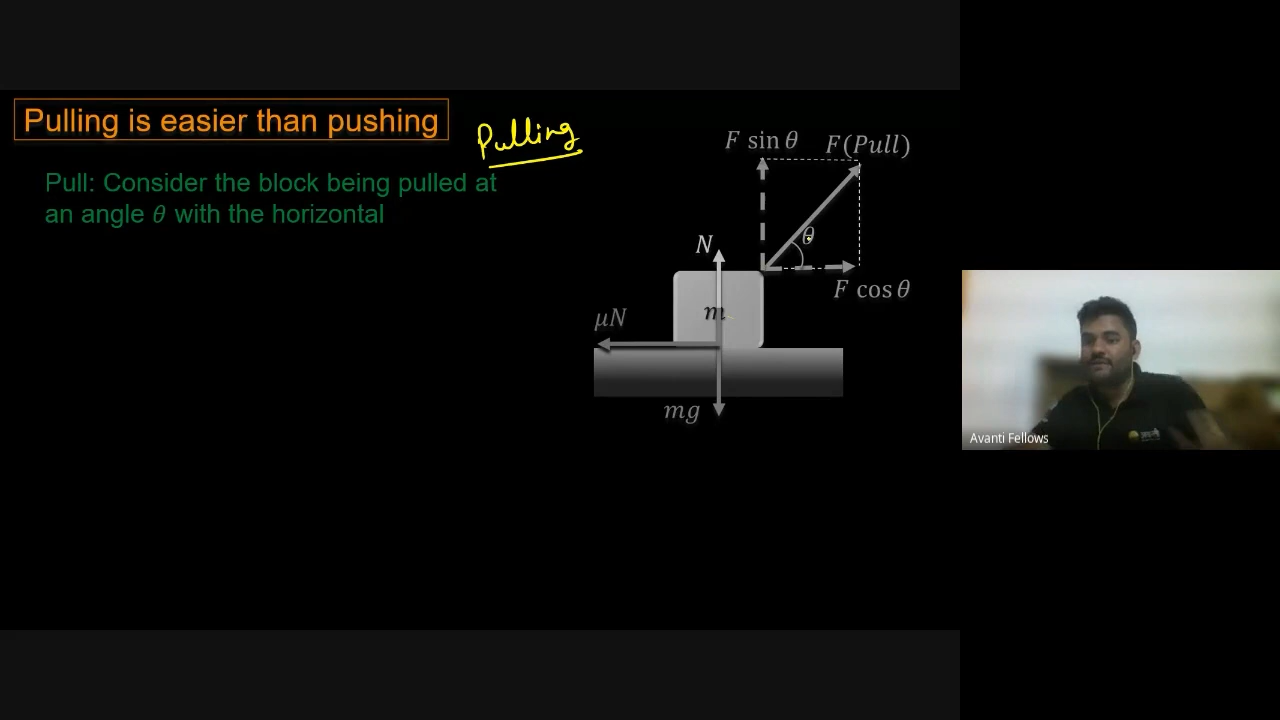 Pulling is easier than pushing
Pulling
Pull: Consider the block being pulled at
an angle θ with the horizontal
F sin θ
F(Pull)
θ
N
F cos θ
m
μN
mg
Avanti Fellows